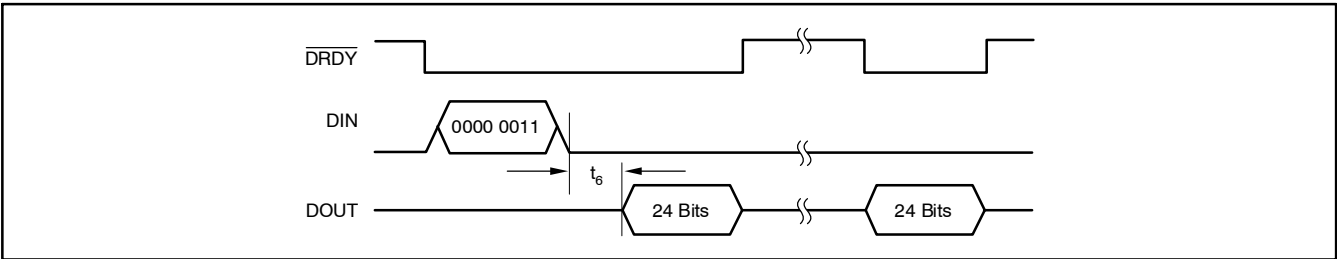 DRDY
DIN
0000 0011
t6
DOUT
24 Bits
24 Bits